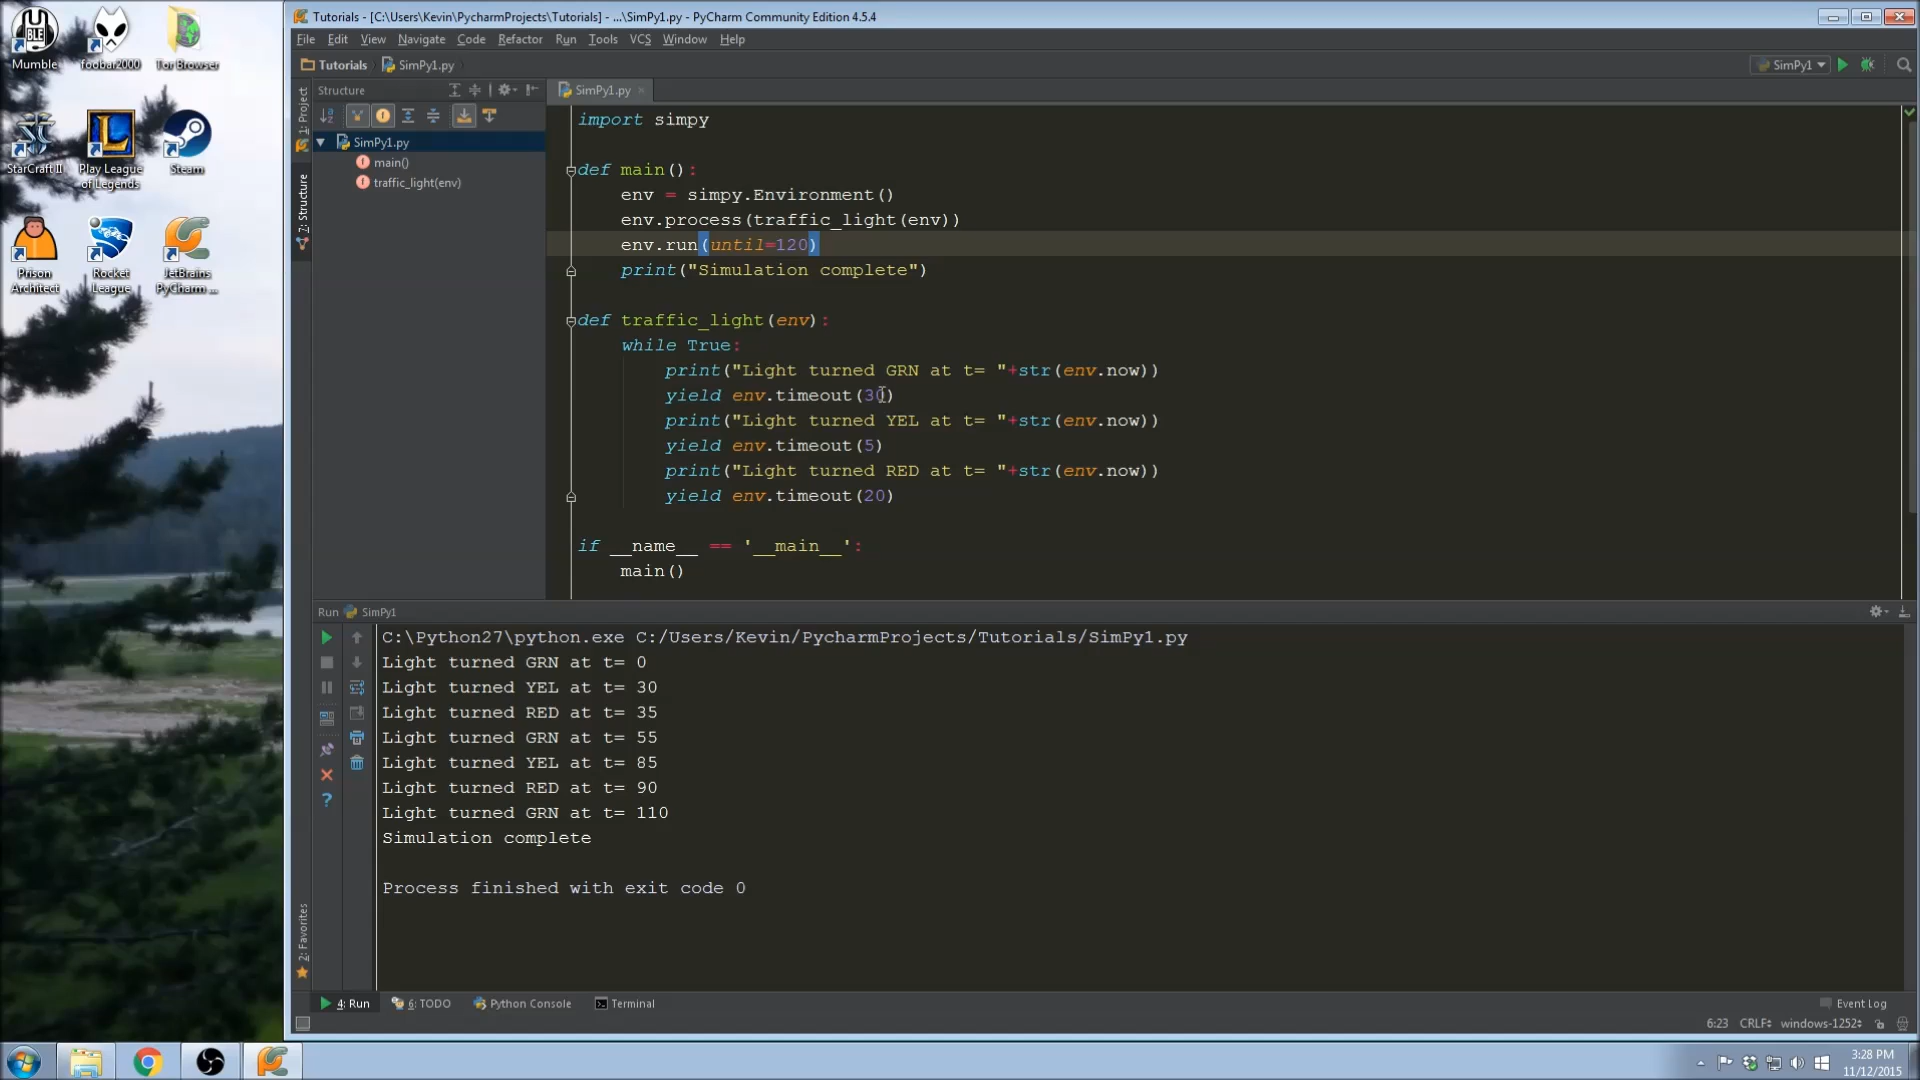 Mumble
foobar2000
Tor Browser
StarCraft II
Play League of Legends
Steam
Prison Architect
Rocket League
JetBrains PyCharm ...
Tutorials - [C:\Users\Kevin\PycharmProjects\Tutorials] - ...\SimPy1.py - PyCharm Community Edition 4.5.4
File Edit View Navigate Code Refactor Run Tools VCS Window Help
Tutorials SimPy1.py
SimPy1
1: Project
7: Structure
2: Favorites
Structure
SimPy1.py
main()
traffic_light(env)
SimPy1.py
import simpy
def main():
env = simpy.Environment()
env.process(traffic_light(env))
env.run(until=120)
print("Simulation complete")
def traffic_light(env):
while True:
print("Light turned GRN at t= "+str(env.now))
yield env.timeout(30)
print("Light turned YEL at t= "+str(env.now))
yield env.timeout(5)
print("Light turned RED at t= "+str(env.now))
yield env.timeout(20)
if __name__ == '__main__':
main()
Run SimPy1
C:\Python27\python.exe C:/Users/Kevin/PycharmProjects/Tutorials/SimPy1.py
Light turned GRN at t= 0
Light turned YEL at t= 30
Light turned RED at t= 35
Light turned GRN at t= 55
Light turned YEL at t= 85
Light turned RED at t= 90
Light turned GRN at t= 110
Simulation complete
Process finished with exit code 0
4: Run 6: TODO Python Console Terminal Event Log
6:23 CRLF windows-1252
3:28 PM
11/12/2015